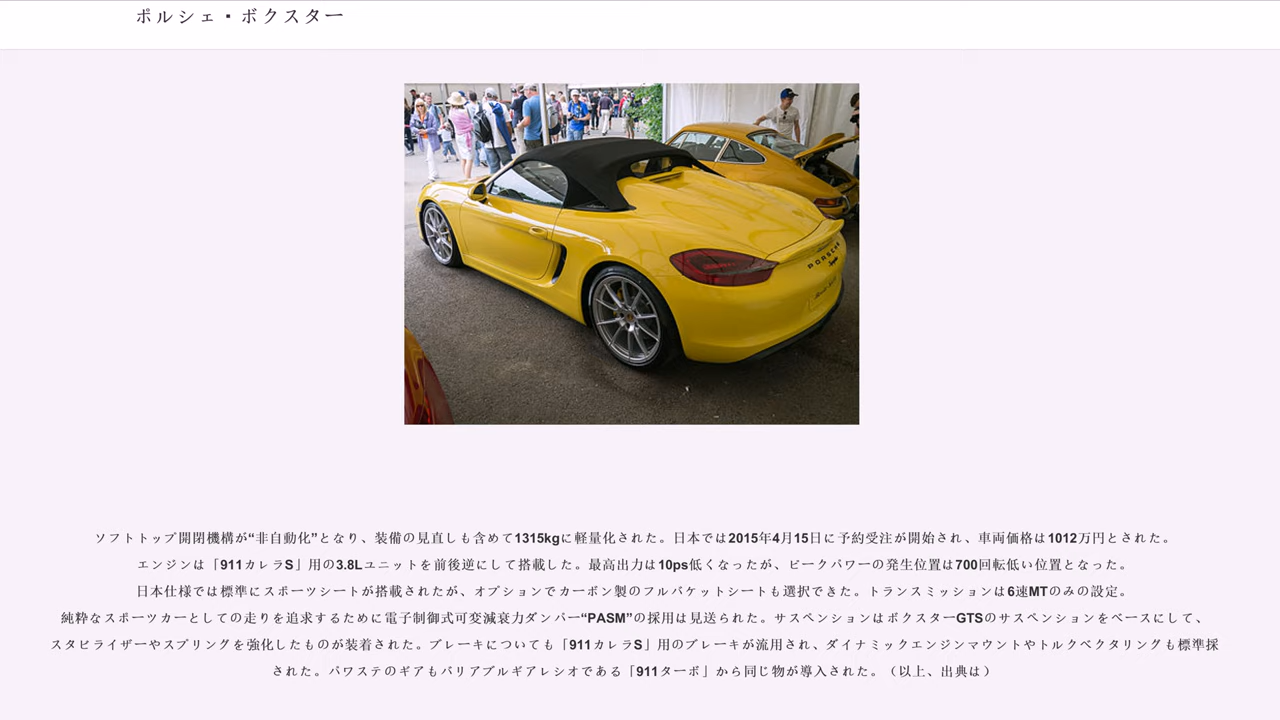 ポルシェ・ボクスター
PORSCHE
ソフトトップ開閉機構が“非自動化”となり、装備の見直しも含めて1315kgに軽量化された。日本では2015年4月15日に予約受注が開始され、車両価格は1012万円とされた。
エンジンは「911カレラS」用の3.8Lユニットを前後逆にして搭載した。最高出力は10ps低くなったが、ピークパワーの発生位置は700回転低い位置となった。
日本仕様では標準にスポーツシートが搭載されたが、オプションでカーボン製のフルバケットシートも選択できた。トランスミッションは6速MTのみの設定。
純粋なスポーツカーとしての走りを追求するために電子制御式可変減衰力ダンパー“PASM”の採用は見送られた。サスペンションはボクスターGTSのサスペンションをベースにして、
スタビライザーやスプリングを強化したものが装着された。ブレーキについても「911カレラS」用のブレーキが流用され、ダイナミックエンジンマウントやトルクベクタリングも標準採
された。パワステのギアもバリアブルギアレシオである「911ターボ」から同じ物が導入された。（以上、出典は）